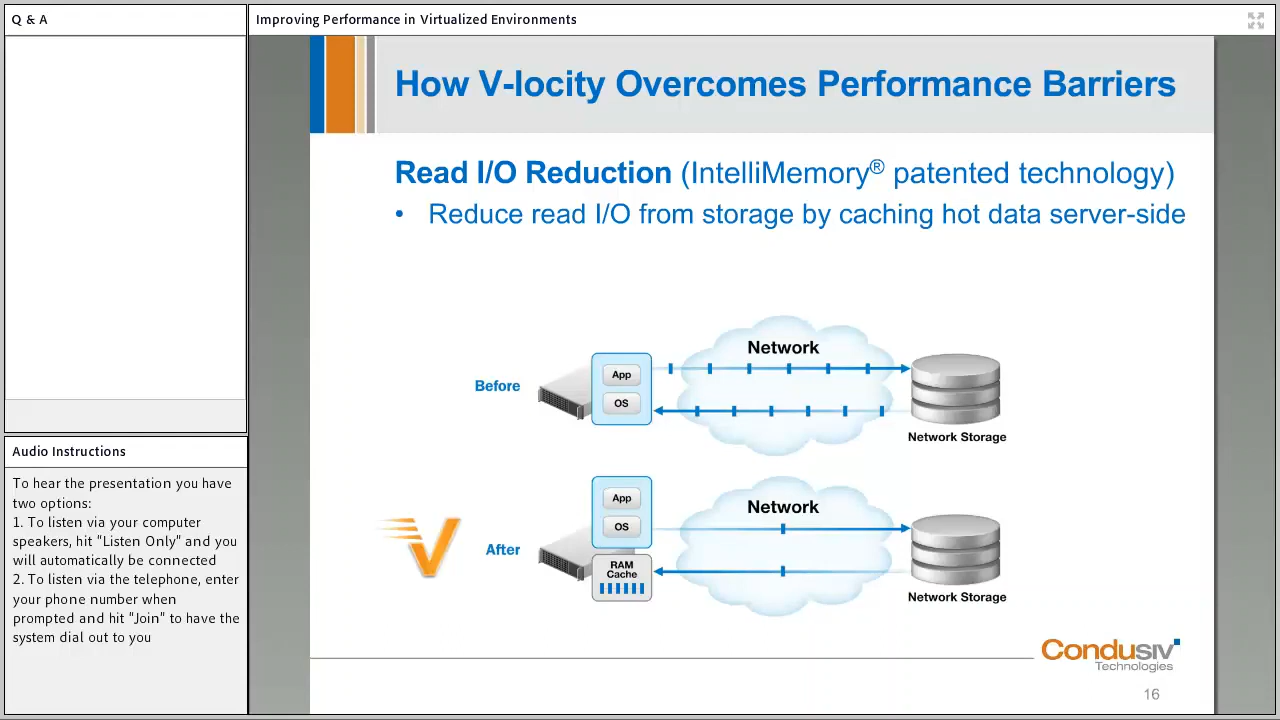 Q & A
Improving Performance in Virtualized Environments
How V-locity Overcomes Performance Barriers
Read I/O Reduction (IntelliMemory® patented technology)
• Reduce read I/O from storage by caching hot data server-side
Before
App
OS
Network
Network Storage
After
App
OS
RAM
Cache
Network
Network Storage
Condusiv
Technologies
16
Audio Instructions
To hear the presentation you have
two options:
1. To listen via your computer
speakers, hit "Listen Only" and you
will automatically be connected
2. To listen via the telephone, enter
your phone number when
prompted and hit "Join" to have the
system dial out to you